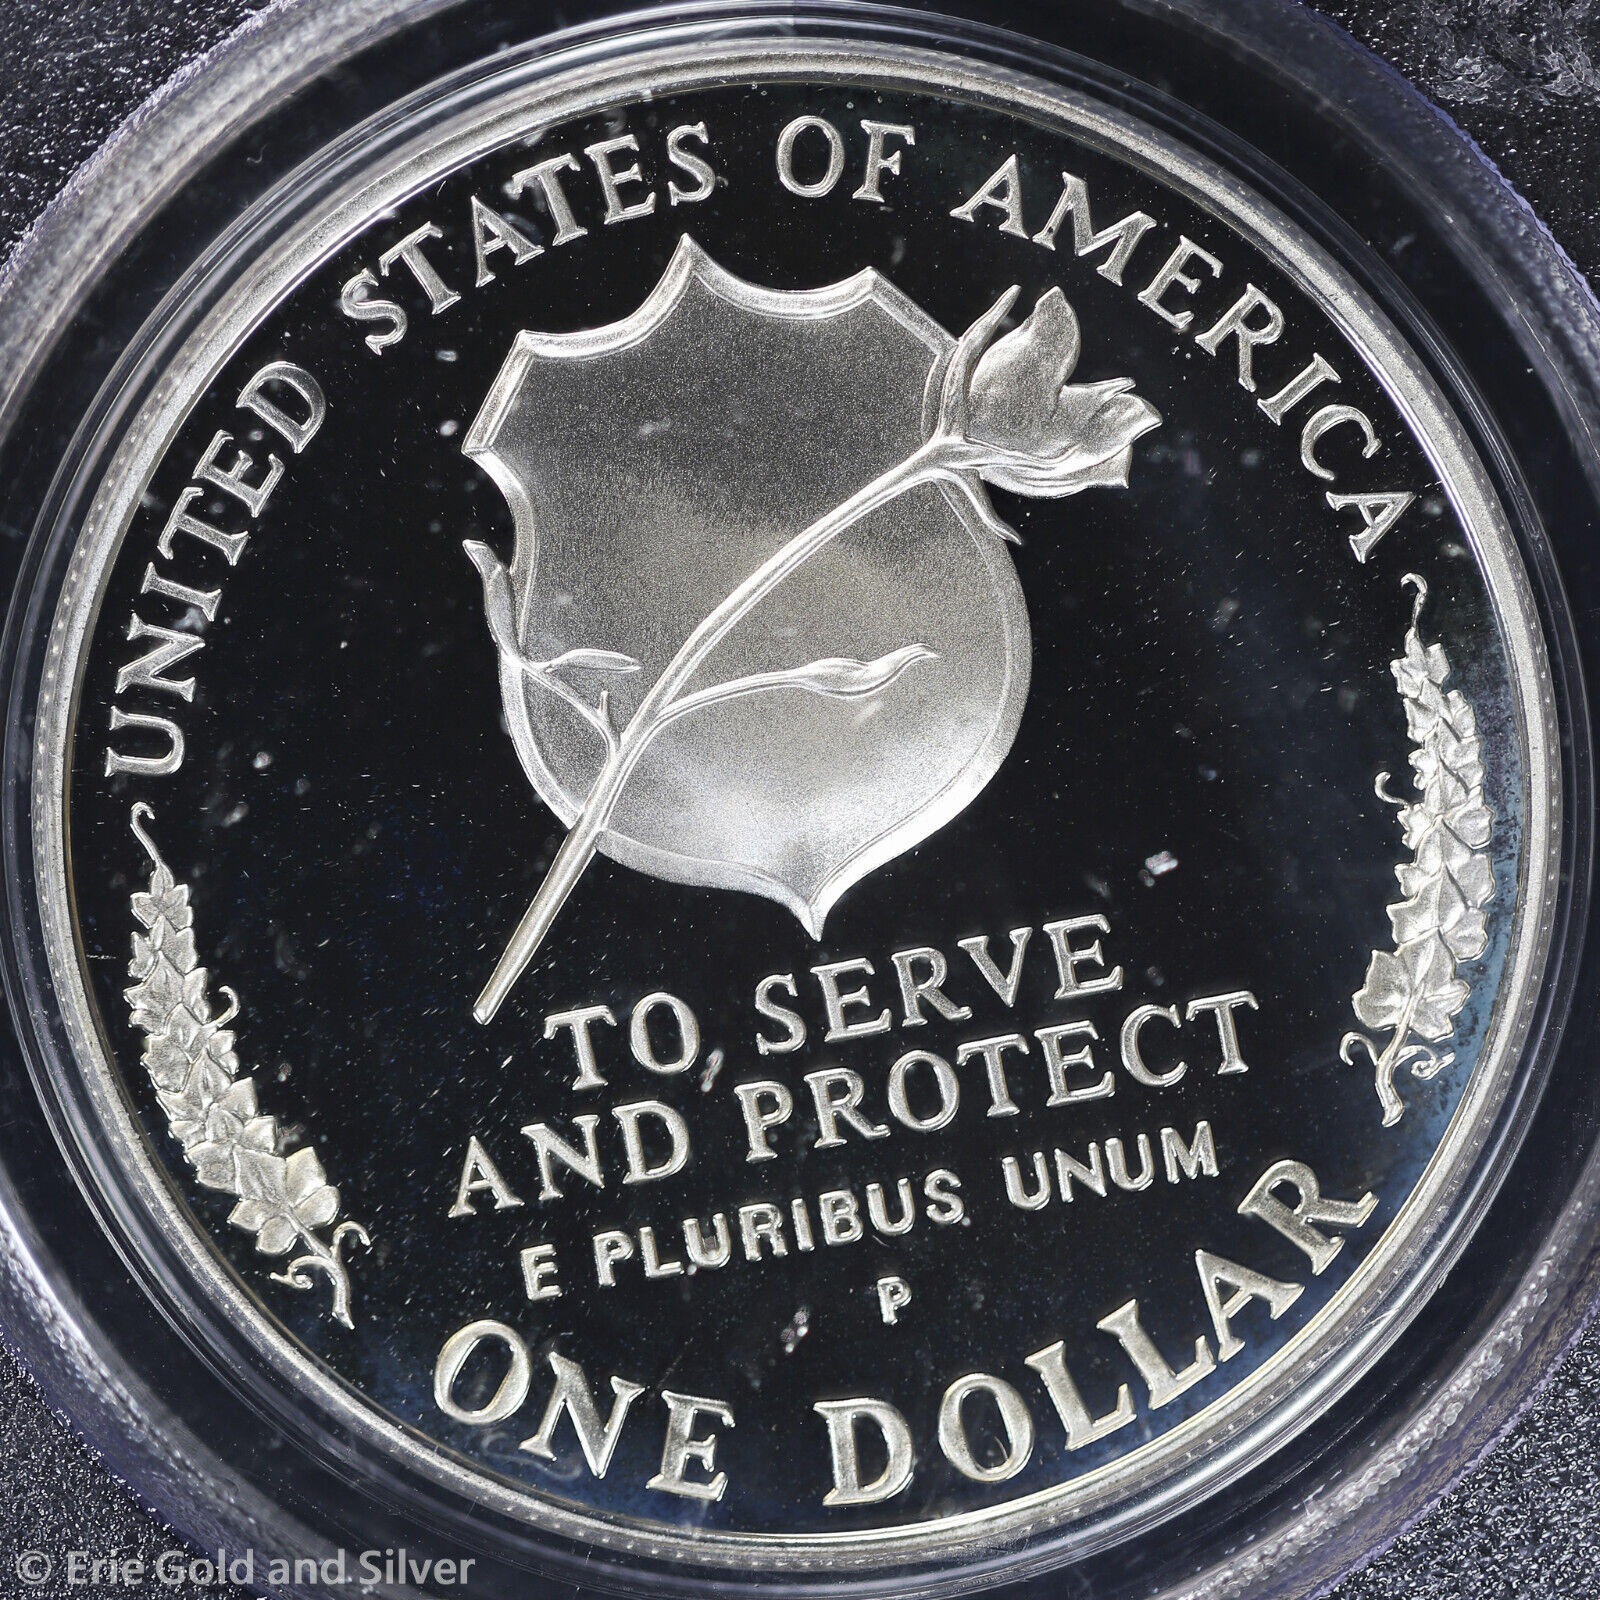 UNITED STATES OF AMERICA
TO SERVE
AND PROTECT
E PLURIBUS UNUM
P
ONE DOLLAR
© Erie Gold and Silver